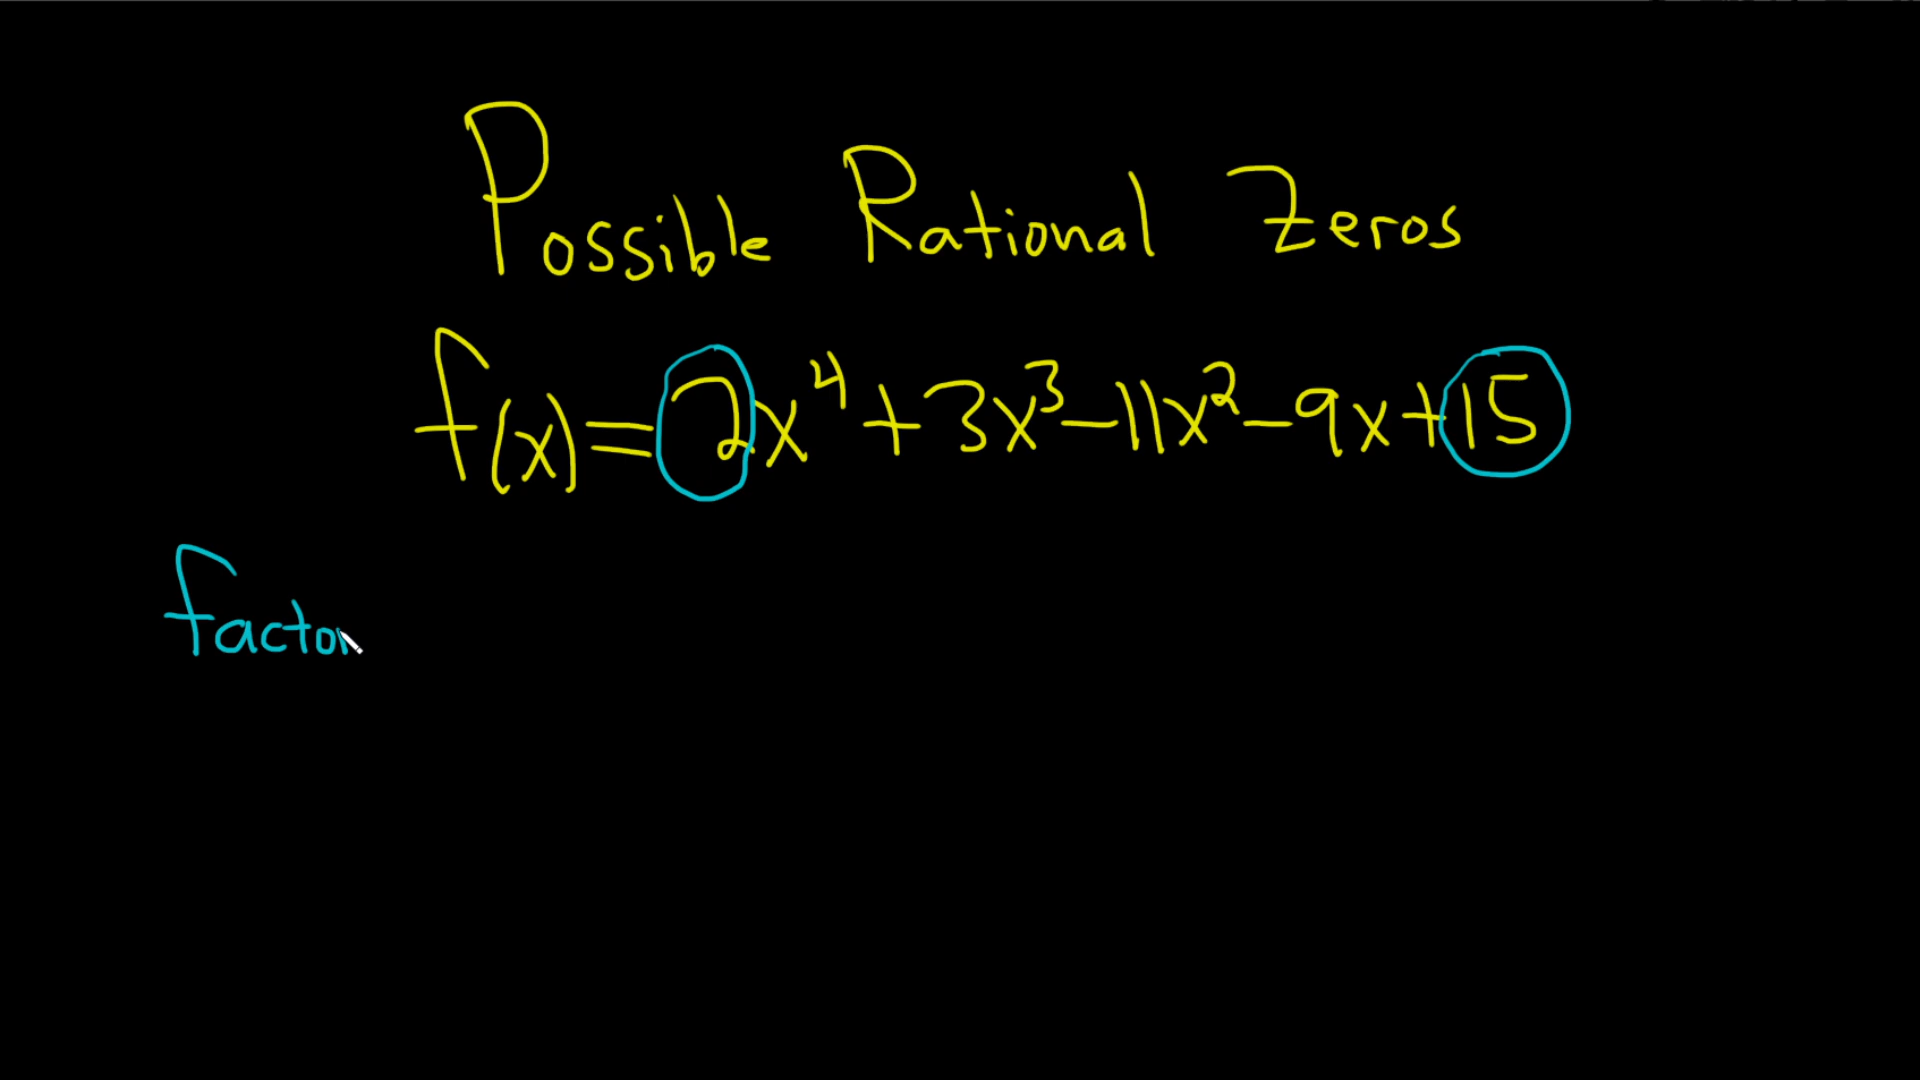 Possible Rational Zeros
f(x)=2x⁴+3x³-11x²-9x+15
factor